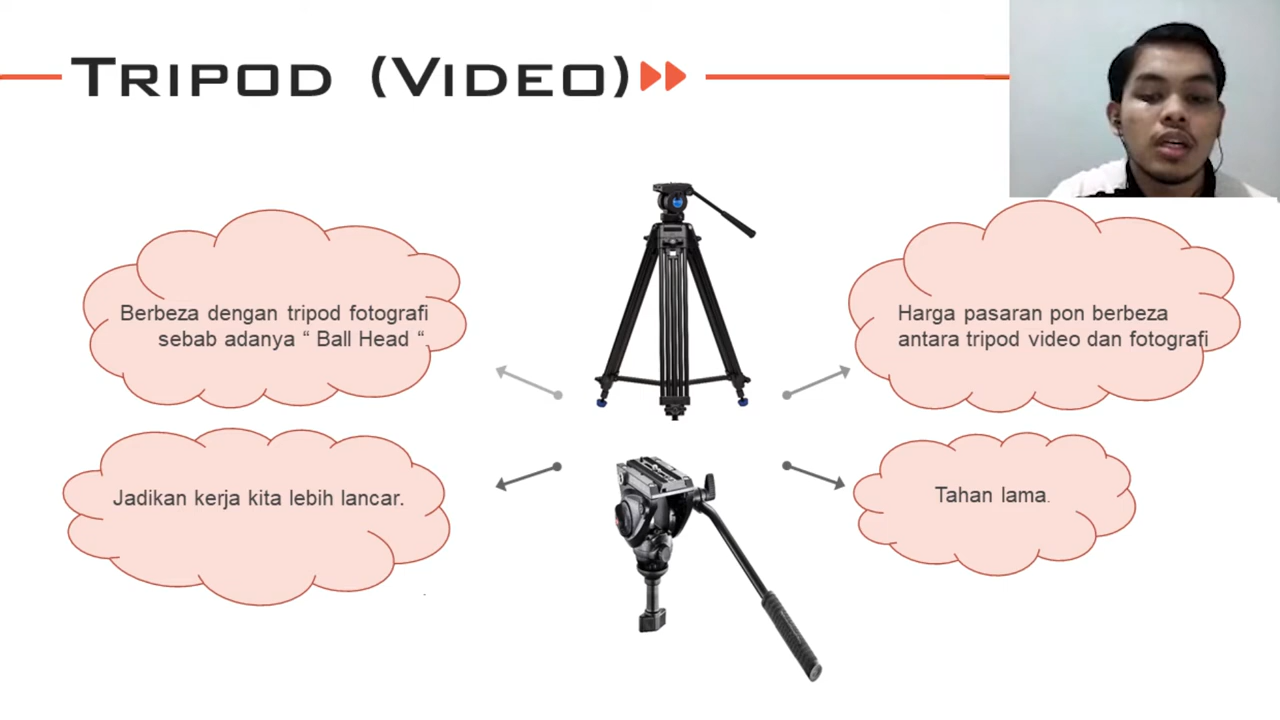 TRIPOD (VIDEO)
Berbeza dengan tripod fotografi
sebab adanya “ Ball Head “.
Harga pasaran pon berbeza
antara tripod video dan fotografi
Jadikan kerja kita lebih lancar.
Tahan lama.